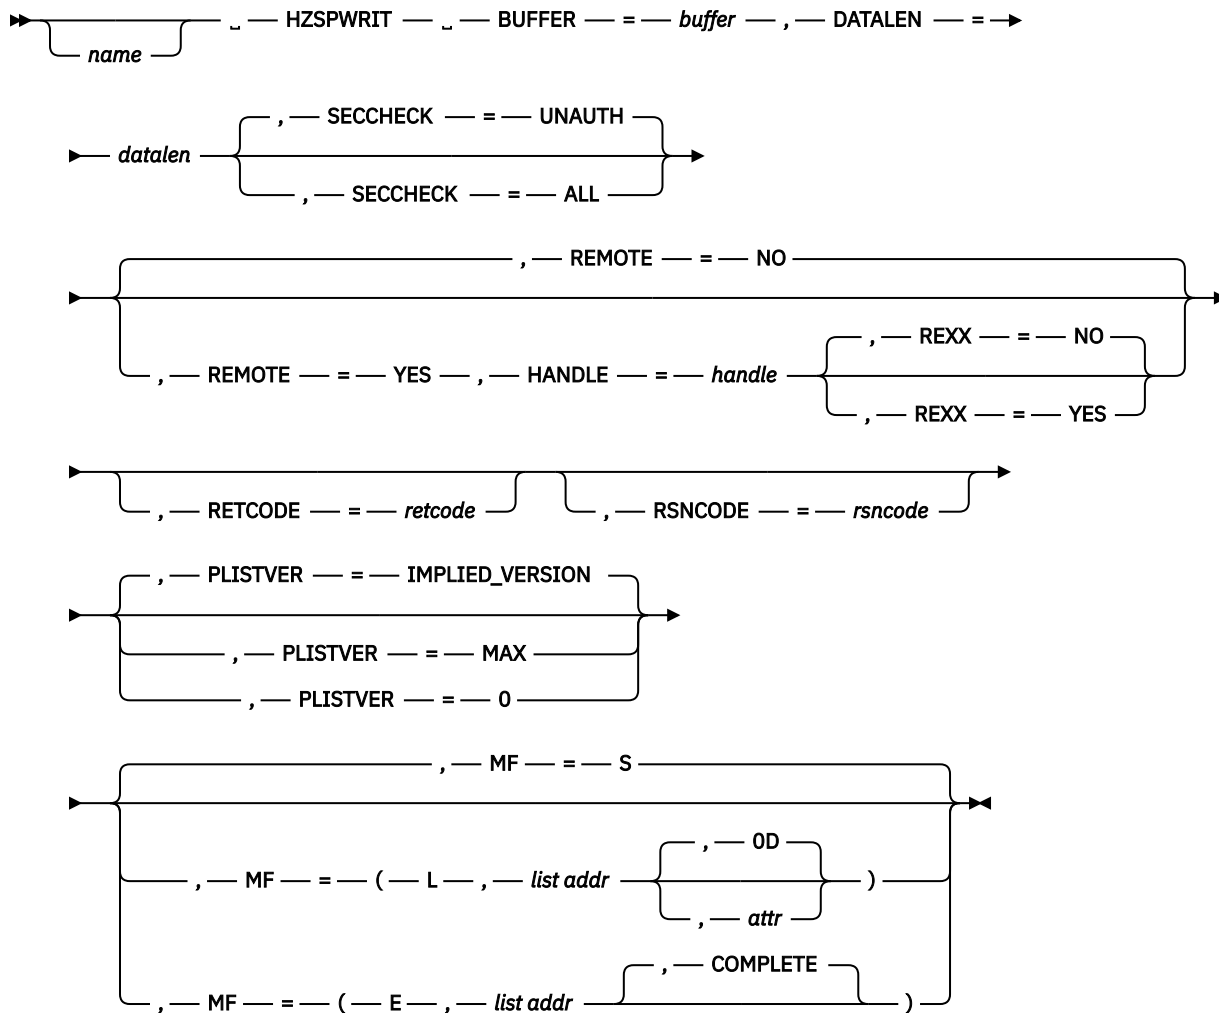 name ␣ HZSPWRIT ␣ BUFFER = buffer , DATALEN =
datalen , SECCHECK = UNAUTH
, SECCHECK = ALL
, REMOTE = NO
, REMOTE = YES , HANDLE = handle , REXX = NO
, REXX = YES
, RETCODE = retcode , RSNCODE = rsncode
, PLISTVER = IMPLIED_VERSION
, PLISTVER = MAX
, PLISTVER = 0
, MF = S
, MF = ( L , list addr , 0D )
, attr
, MF = ( E , list addr , COMPLETE )